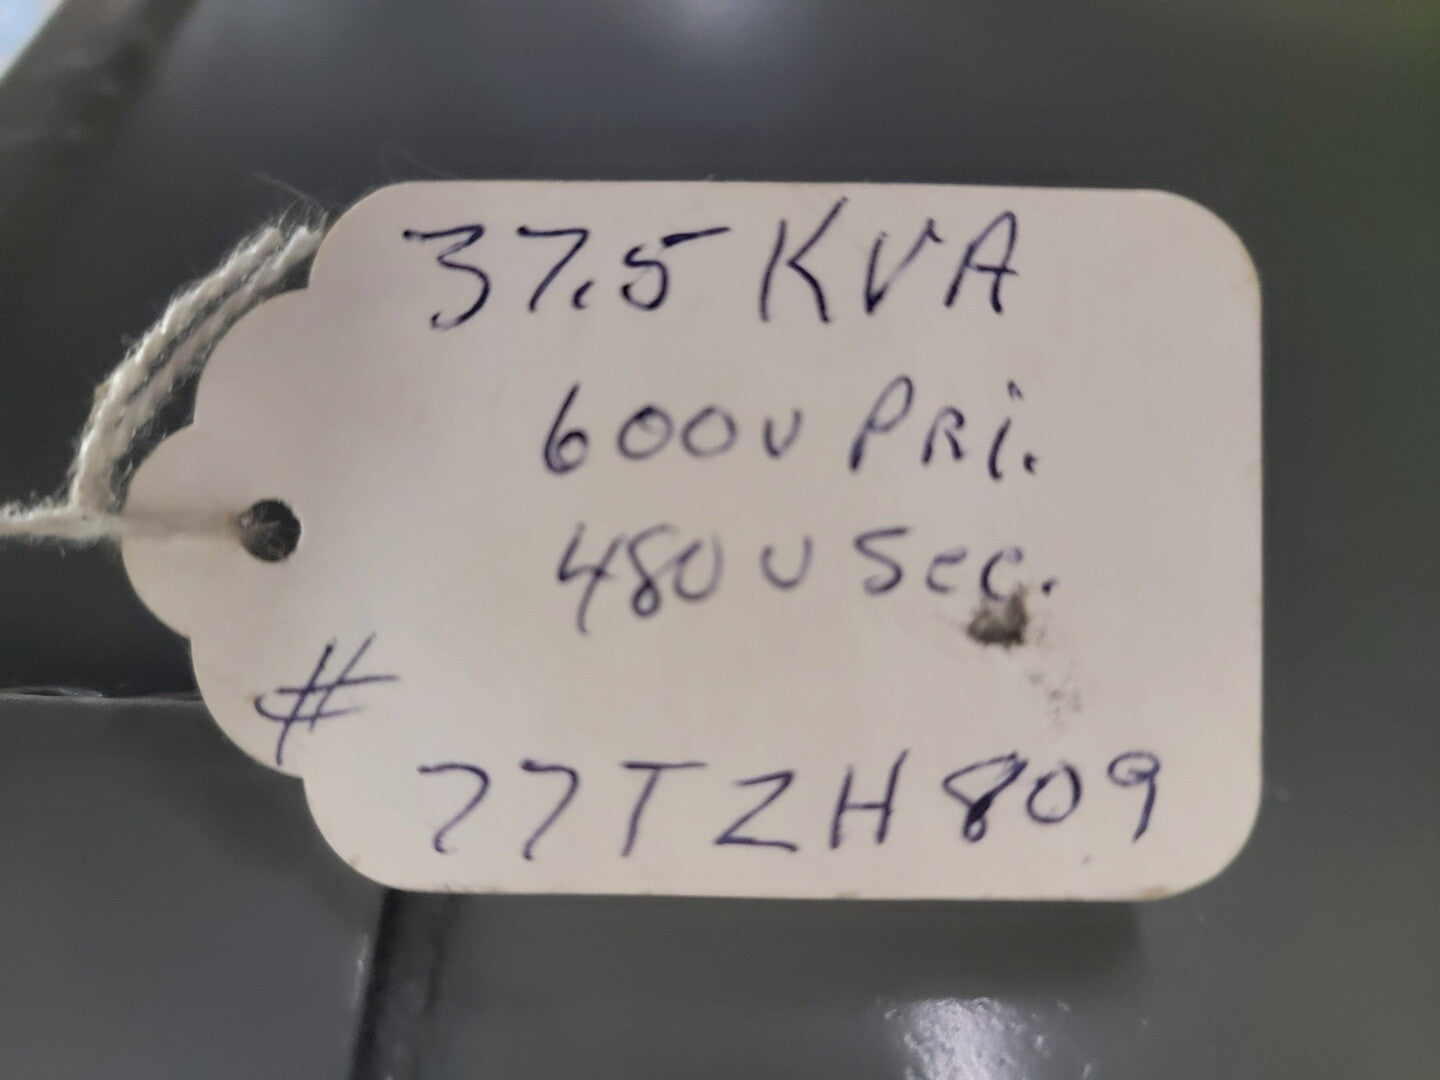 37.5 KVA
600V PRi.
480V Sec.
#
77TZH809